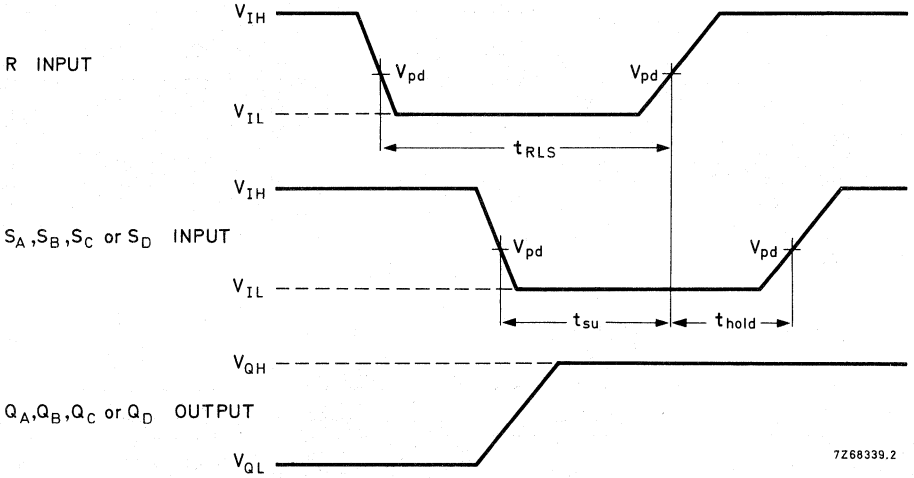 V_IH
R INPUT
V_pd V_pd
V_IL
t_RLS
V_IH
S_A,S_B,S_C or S_D INPUT
V_pd V_pd
V_IL
t_su t_hold
V_QH
Q_A,Q_B,Q_C or Q_D OUTPUT
V_QL
7Z68339.2